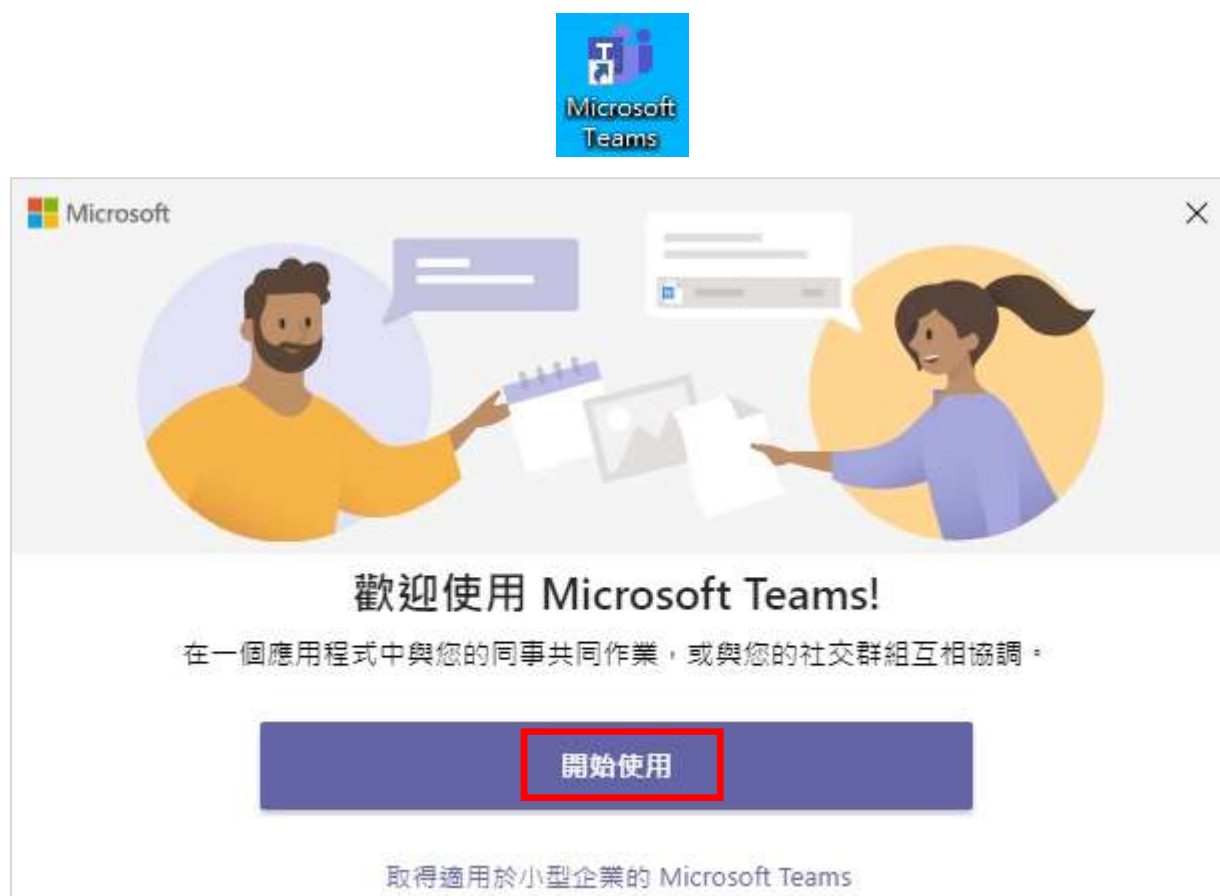 Microsoft
Teams
Microsoft
歡迎使用 Microsoft Teams!
在一個應用程式中與您的同事共同作業，或與您的社交群組互相協調。
開始使用
取得適用於小型企業的 Microsoft Teams